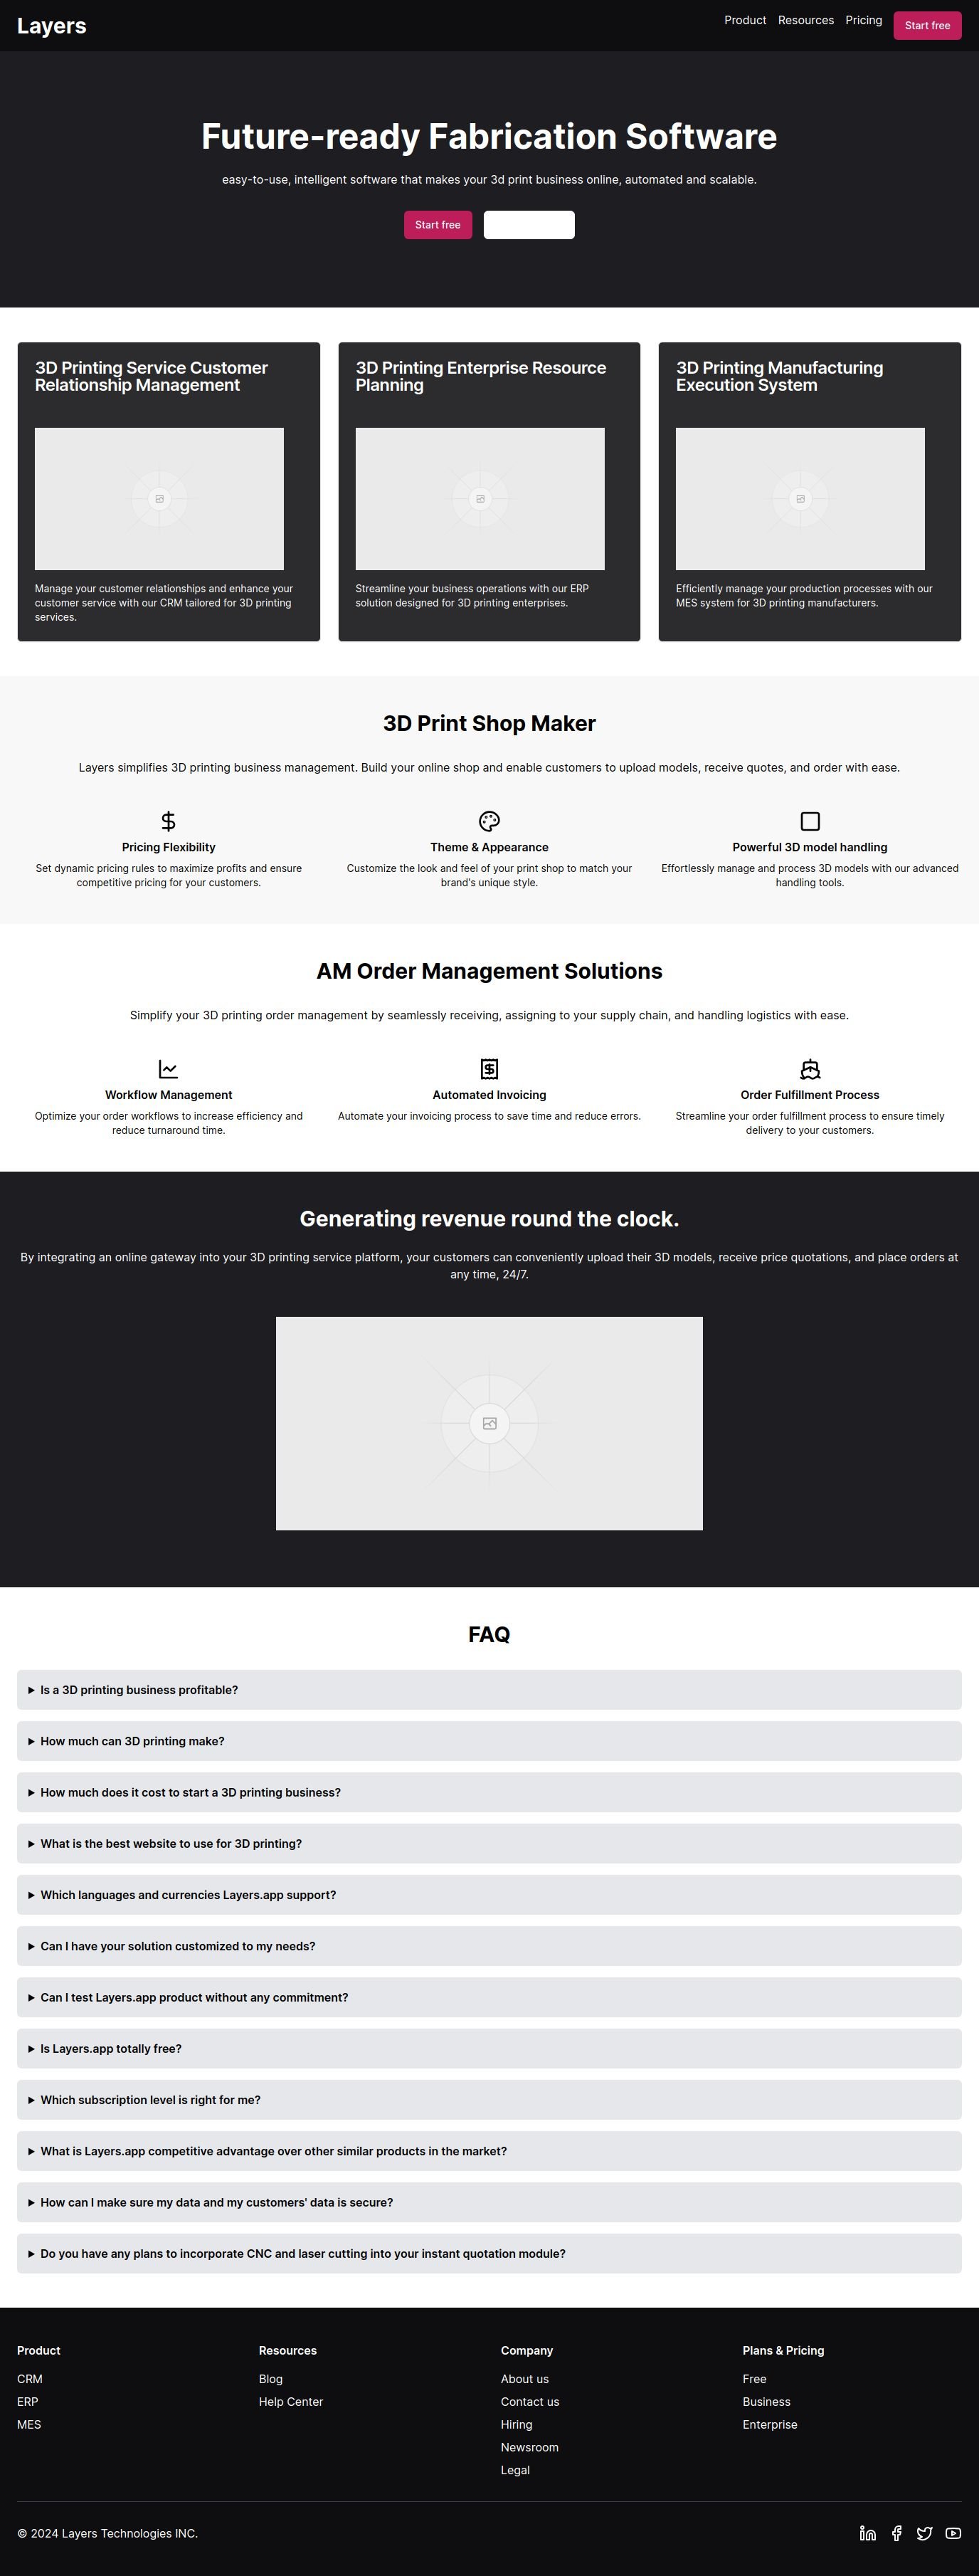 Layers
Product
Resources
Pricing
Start free
Future-ready Fabrication Software
easy-to-use, intelligent software that makes your 3d print business online, automated and scalable.
Start free
3D Printing Service Customer
Relationship Management
Manage your customer relationships and enhance your
customer service with our CRM tailored for 3D printing
services.
3D Printing Enterprise Resource
Planning
Streamline your business operations with our ERP
solution designed for 3D printing enterprises.
3D Printing Manufacturing
Execution System
Efficiently manage your production processes with our
MES system for 3D printing manufacturers.
3D Print Shop Maker
Layers simplifies 3D printing business management. Build your online shop and enable customers to upload models, receive quotes, and order with ease.
Pricing Flexibility
Set dynamic pricing rules to maximize profits and ensure
competitive pricing for your customers.
Theme & Appearance
Customize the look and feel of your print shop to match your
brand's unique style.
Powerful 3D model handling
Effortlessly manage and process 3D models with our advanced
handling tools.
AM Order Management Solutions
Simplify your 3D printing order management by seamlessly receiving, assigning to your supply chain, and handling logistics with ease.
Workflow Management
Optimize your order workflows to increase efficiency and
reduce turnaround time.
Automated Invoicing
Automate your invoicing process to save time and reduce errors.
Order Fulfillment Process
Streamline your order fulfillment process to ensure timely
delivery to your customers.
Generating revenue round the clock.
By integrating an online gateway into your 3D printing service platform, your customers can conveniently upload their 3D models, receive price quotations, and place orders at
any time, 24/7.
FAQ
Is a 3D printing business profitable?
How much can 3D printing make?
How much does it cost to start a 3D printing business?
What is the best website to use for 3D printing?
Which languages and currencies Layers.app support?
Can I have your solution customized to my needs?
Can I test Layers.app product without any commitment?
Is Layers.app totally free?
Which subscription level is right for me?
What is Layers.app competitive advantage over other similar products in the market?
How can I make sure my data and my customers' data is secure?
Do you have any plans to incorporate CNC and laser cutting into your instant quotation module?
Product
CRM
ERP
MES
Resources
Blog
Help Center
Company
About us
Contact us
Hiring
Newsroom
Legal
Plans & Pricing
Free
Business
Enterprise
© 2024 Layers Technologies INC.